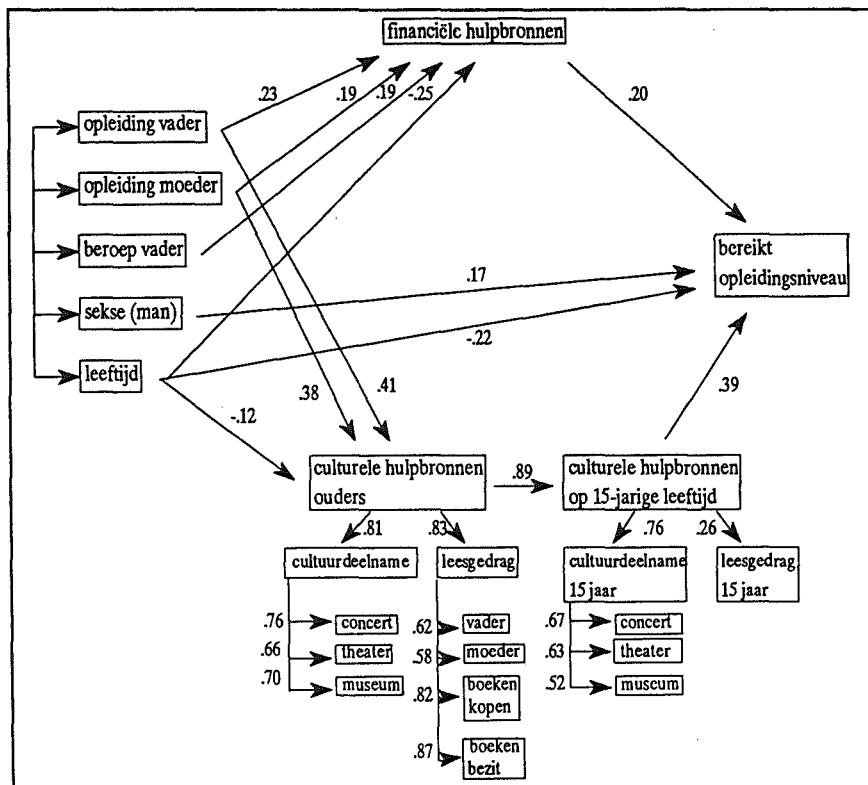 financiële hulpbronnen
.23
.19
.19
-.25
.20
opleiding vader
opleiding moeder
beroep vader
bereikt
opleidingsniveau
.17
sekse (man)
-.22
leeftijd
-.12
.38
.41
.39
culturele hulpbronnen
ouders
.89
culturele hulpbronnen
op 15-jarige leeftijd
.81
.83
.76
.26
cultuurdeelname
leesgedrag
cultuurdeelname
15 jaar
leesgedrag
15 jaar
.76
concert
.66
theater
.70
museum
.62
vader
.58
moeder
.82
boeken
kopen
.87
boeken
bezit
.67
concert
.63
theater
.52
museum